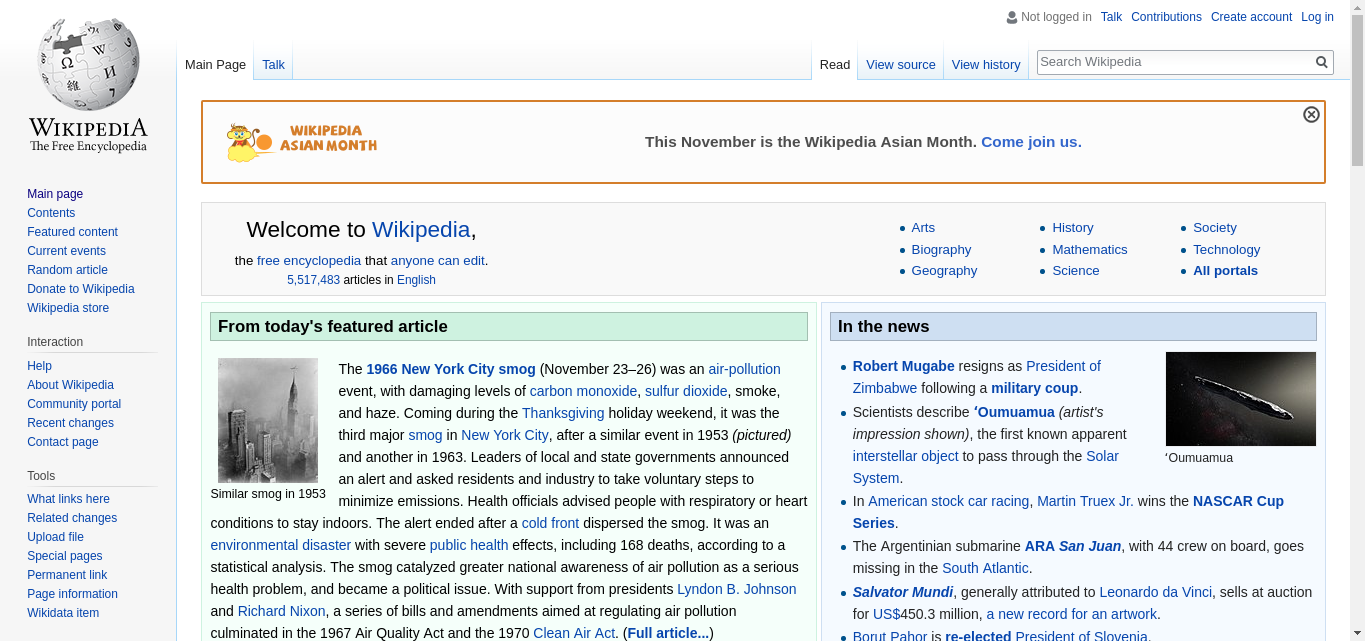 Not logged in Talk Contributions Create account Log in
Main Page Talk Read View source View history Search Wikipedia
WIKIPEDIA
The Free Encyclopedia
Main page
Contents
Featured content
Current events
Random article
Donate to Wikipedia
Wikipedia store
Interaction
Help
About Wikipedia
Community portal
Recent changes
Contact page
Tools
What links here
Related changes
Upload file
Special pages
Permanent link
Page information
Wikidata item
WIKIPEDIA
ASIAN MONTH
This November is the Wikipedia Asian Month. Come join us.
Welcome to Wikipedia,
the free encyclopedia that anyone can edit.
5,517,483 articles in English
Arts
Biography
Geography
History
Mathematics
Science
Society
Technology
All portals
From today's featured article
Similar smog in 1953
The 1966 New York City smog (November 23–26) was an air-pollution
event, with damaging levels of carbon monoxide, sulfur dioxide, smoke,
and haze. Coming during the Thanksgiving holiday weekend, it was the
third major smog in New York City, after a similar event in 1953 (pictured)
and another in 1963. Leaders of local and state governments announced
an alert and asked residents and industry to take voluntary steps to
minimize emissions. Health officials advised people with respiratory or heart
conditions to stay indoors. The alert ended after a cold front dispersed the smog. It was an
environmental disaster with severe public health effects, including 168 deaths, according to a
statistical analysis. The smog catalyzed greater national awareness of air pollution as a serious
health problem, and became a political issue. With support from presidents Lyndon B. Johnson
and Richard Nixon, a series of bills and amendments aimed at regulating air pollution
culminated in the 1967 Air Quality Act and the 1970 Clean Air Act. (Full article...)
In the news
Robert Mugabe resigns as President of
Zimbabwe following a military coup.
Scientists describe ʻOumuamua (artist's
impression shown), the first known apparent
interstellar object to pass through the Solar
System.
ʻOumuamua
In American stock car racing, Martin Truex Jr. wins the NASCAR Cup
Series.
The Argentinian submarine ARA San Juan, with 44 crew on board, goes
missing in the South Atlantic.
Salvator Mundi, generally attributed to Leonardo da Vinci, sells at auction
for US$450.3 million, a new record for an artwork.
Borut Pahor is re-elected President of Slovenia.